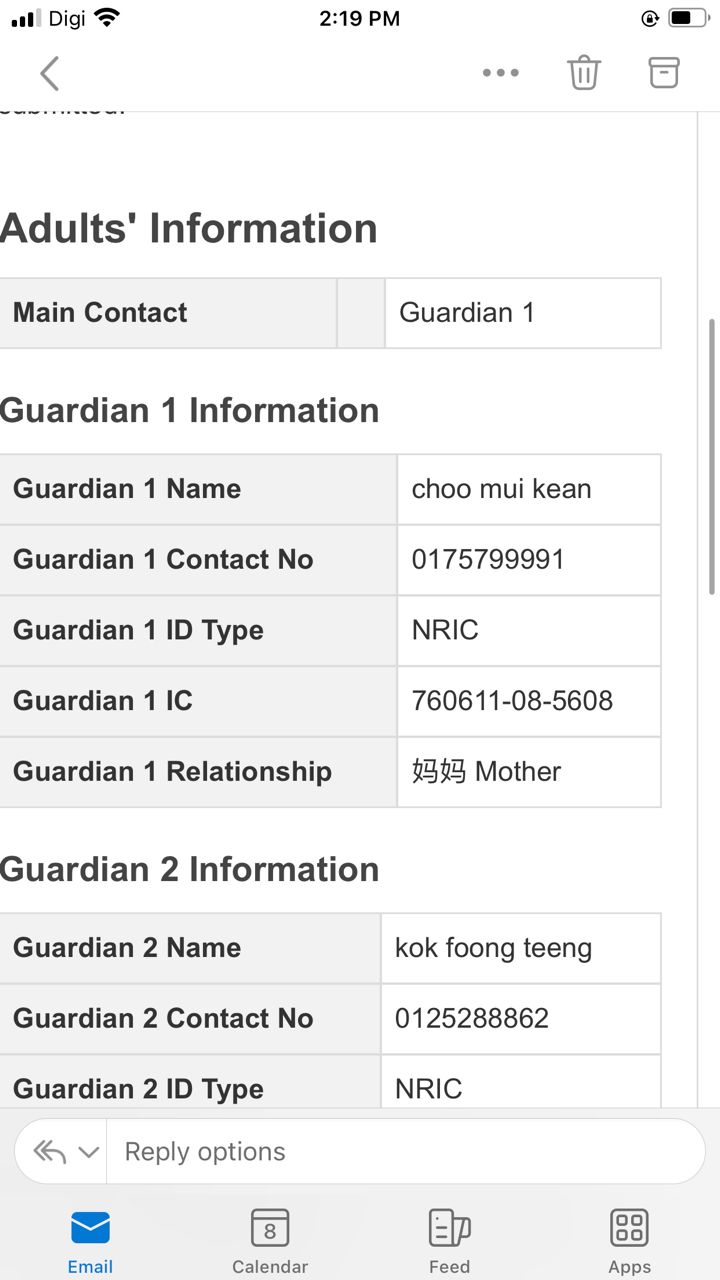 Digi 2:19 PM
submitted.
Adults' Information
Main Contact Guardian 1
Guardian 1 Information
Guardian 1 Name choo mui kean
Guardian 1 Contact No 0175799991
Guardian 1 ID Type NRIC
Guardian 1 IC 760611-08-5608
Guardian 1 Relationship 妈妈 Mother
Guardian 2 Information
Guardian 2 Name kok foong teeng
Guardian 2 Contact No 0125288862
Guardian 2 ID Type NRIC
Reply options
8
Email Calendar Feed Apps